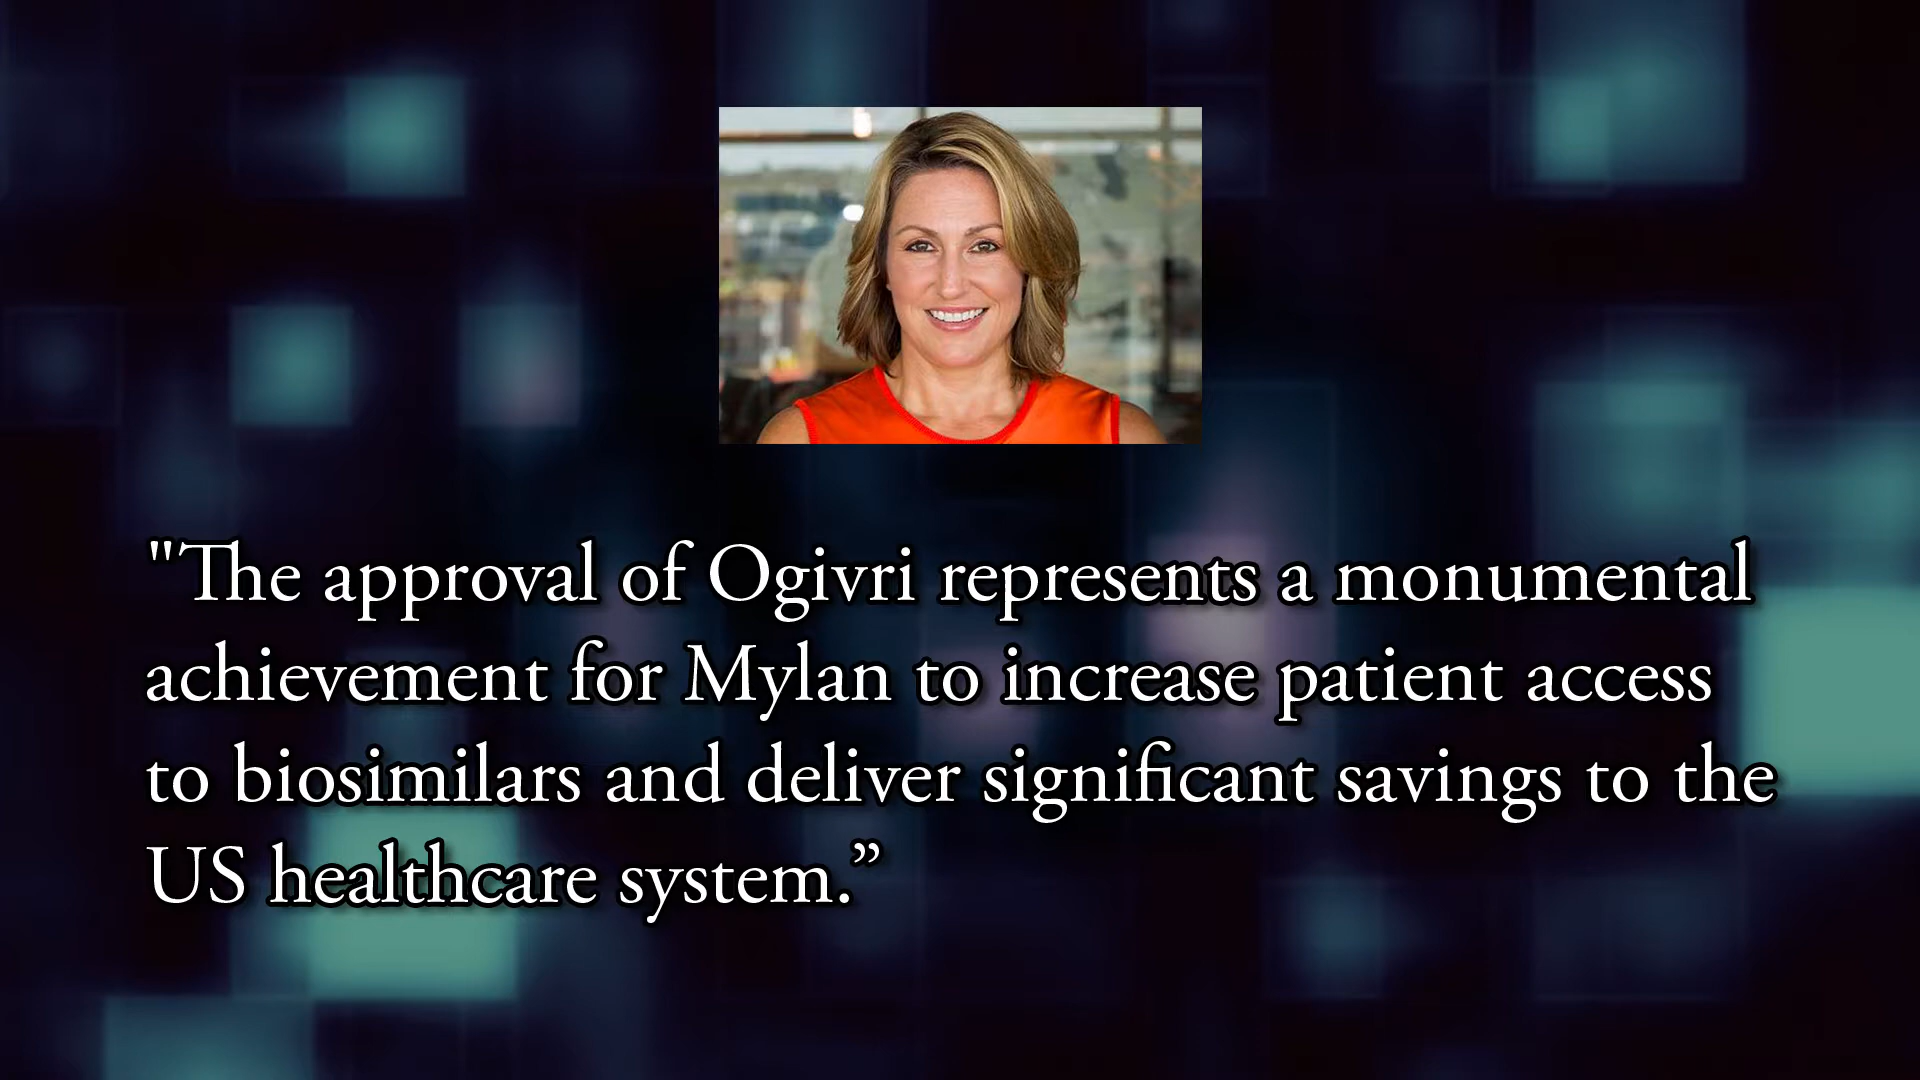 "The approval of Ogivri represents a monumental
achievement for Mylan to increase patient access
to biosimilars and deliver significant savings to the
US healthcare system.”